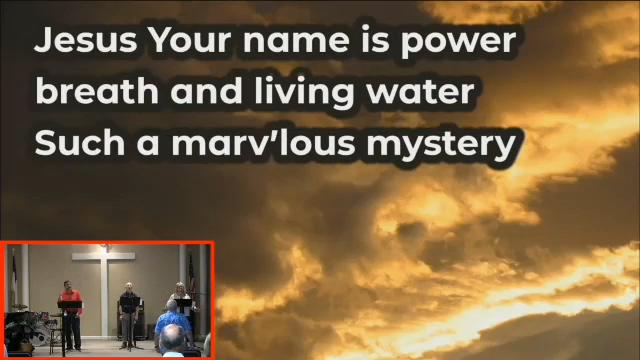 Jesus Your name is power
breath and living water
Such a marv'lous mystery